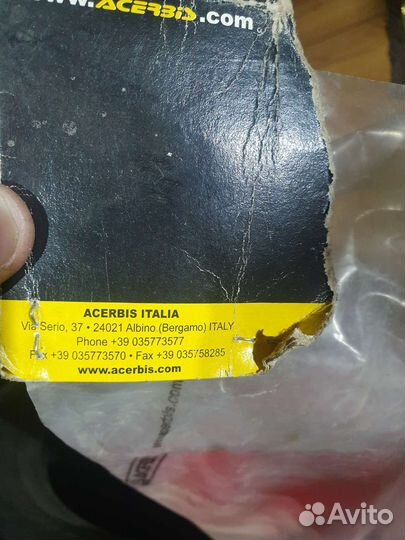 www.ACERBIS.com
ACERBIS ITALIA
Via Serio, 37 • 24021 Albino (Bergamo) ITALY
Phone +39 035773577
Fax +39 035773570 • Fax +39 035758285
www.acerbis.com
Avito